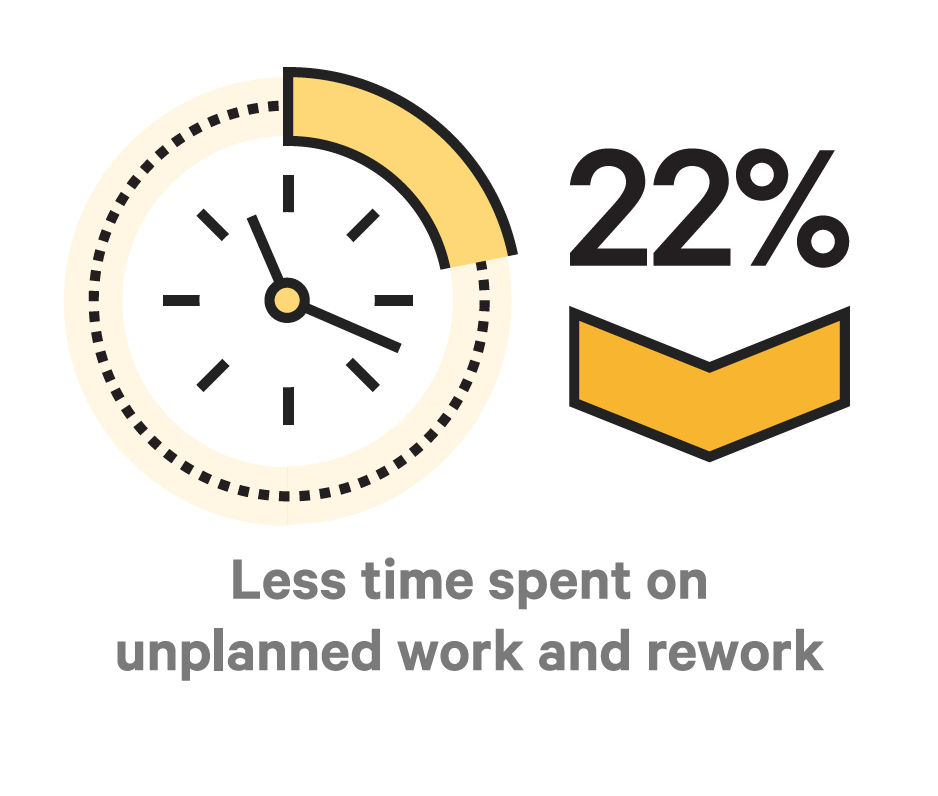 22%
Less time spent on
unplanned work and rework